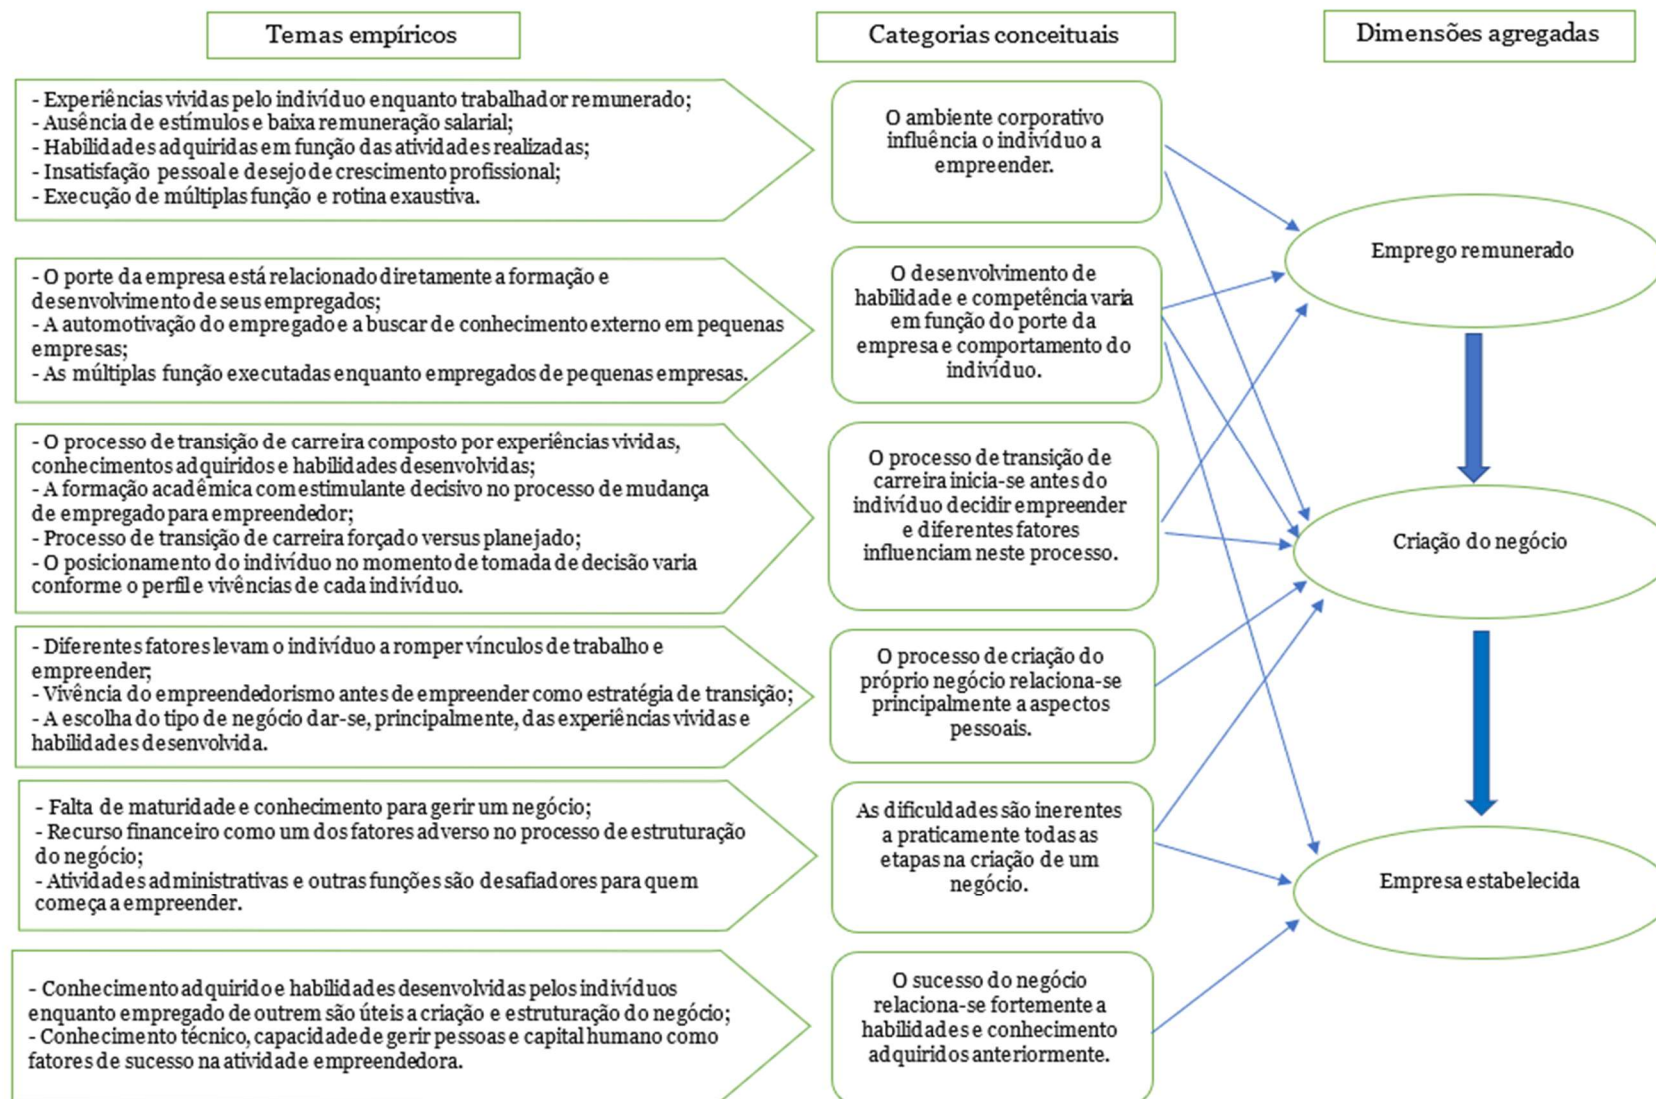 Temas empíricos
Categorias conceituais
Dimensões agregadas
- Experiências vividas pelo indivíduo enquanto trabalhador remunerado;
- Ausência de estímulos e baixa remuneração salarial;
- Habilidades adquiridas em função das atividades realizadas;
- Insatisfação pessoal e desejo de crescimento profissional;
- Execução de múltiplas função e rotina exaustiva.
O ambiente corporativo
influência o indivíduo a
empreender.
Emprego remunerado
- O porte da empresa está relacionado diretamente a formação e
desenvolvimento de seus empregados;
- A automotivação do empregado e a buscar de conhecimento externo em pequenas
empresas;
- As múltiplas função executadas enquanto empregados de pequenas empresas.
O desenvolvimento de
habilidade e competência varia
em função do porte da
empresa e comportamento do
indivíduo.
- O processo de transição de carreira composto por experiências vividas,
conhecimentos adquiridos e habilidades desenvolvidas;
- A formação acadêmica com estimulante decisivo no processo de mudança
de empregado para empreendedor;
- Processo de transição de carreira forçado versus planejado;
- O posicionamento do indivíduo no momento de tomada de decisão varia
conforme o perfil e vivências de cada indivíduo.
O processo de transição de
carreira inicia-se antes do
indivíduo decidir empreender
e diferentes fatores
influenciam neste processo.
Criação do negócio
- Diferentes fatores levam o indivíduo a romper vínculos de trabalho e
empreender;
- Vivência do empreendedorismo antes de empreender como estratégia de transição;
- A escolha do tipo de negócio dar-se, principalmente, das experiências vividas e
habilidades desenvolvida.
O processo de criação do
próprio negócio relaciona-se
principalmente a aspectos
pessoais.
- Falta de maturidade e conhecimento para gerir um negócio;
- Recurso financeiro como um dos fatores adverso no processo de estruturação
do negócio;
- Atividades administrativas e outras funções são desafiadores para quem
começa a empreender.
As dificuldades são inerentes
a praticamente todas as
etapas na criação de um
negócio.
Empresa estabelecida
- Conhecimento adquirido e habilidades desenvolvidas pelos indivíduos
enquanto empregado de outrem são úteis a criação e estruturação do negócio;
- Conhecimento técnico, capacidade de gerir pessoas e capital humano como
fatores de sucesso na atividade empreendedora.
O sucesso do negócio
relaciona-se fortemente a
habilidades e conhecimento
adquiridos anteriormente.